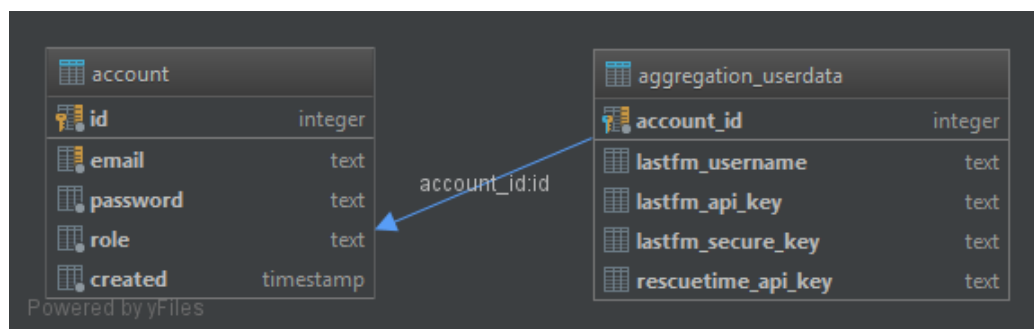 account
id integer
email text
password text
role text
created timestamp
account_id:id
aggregation_userdata
account_id integer
lastfm_username text
lastfm_api_key text
lastfm_secure_key text
rescuetime_api_key text
Powered by yFiles